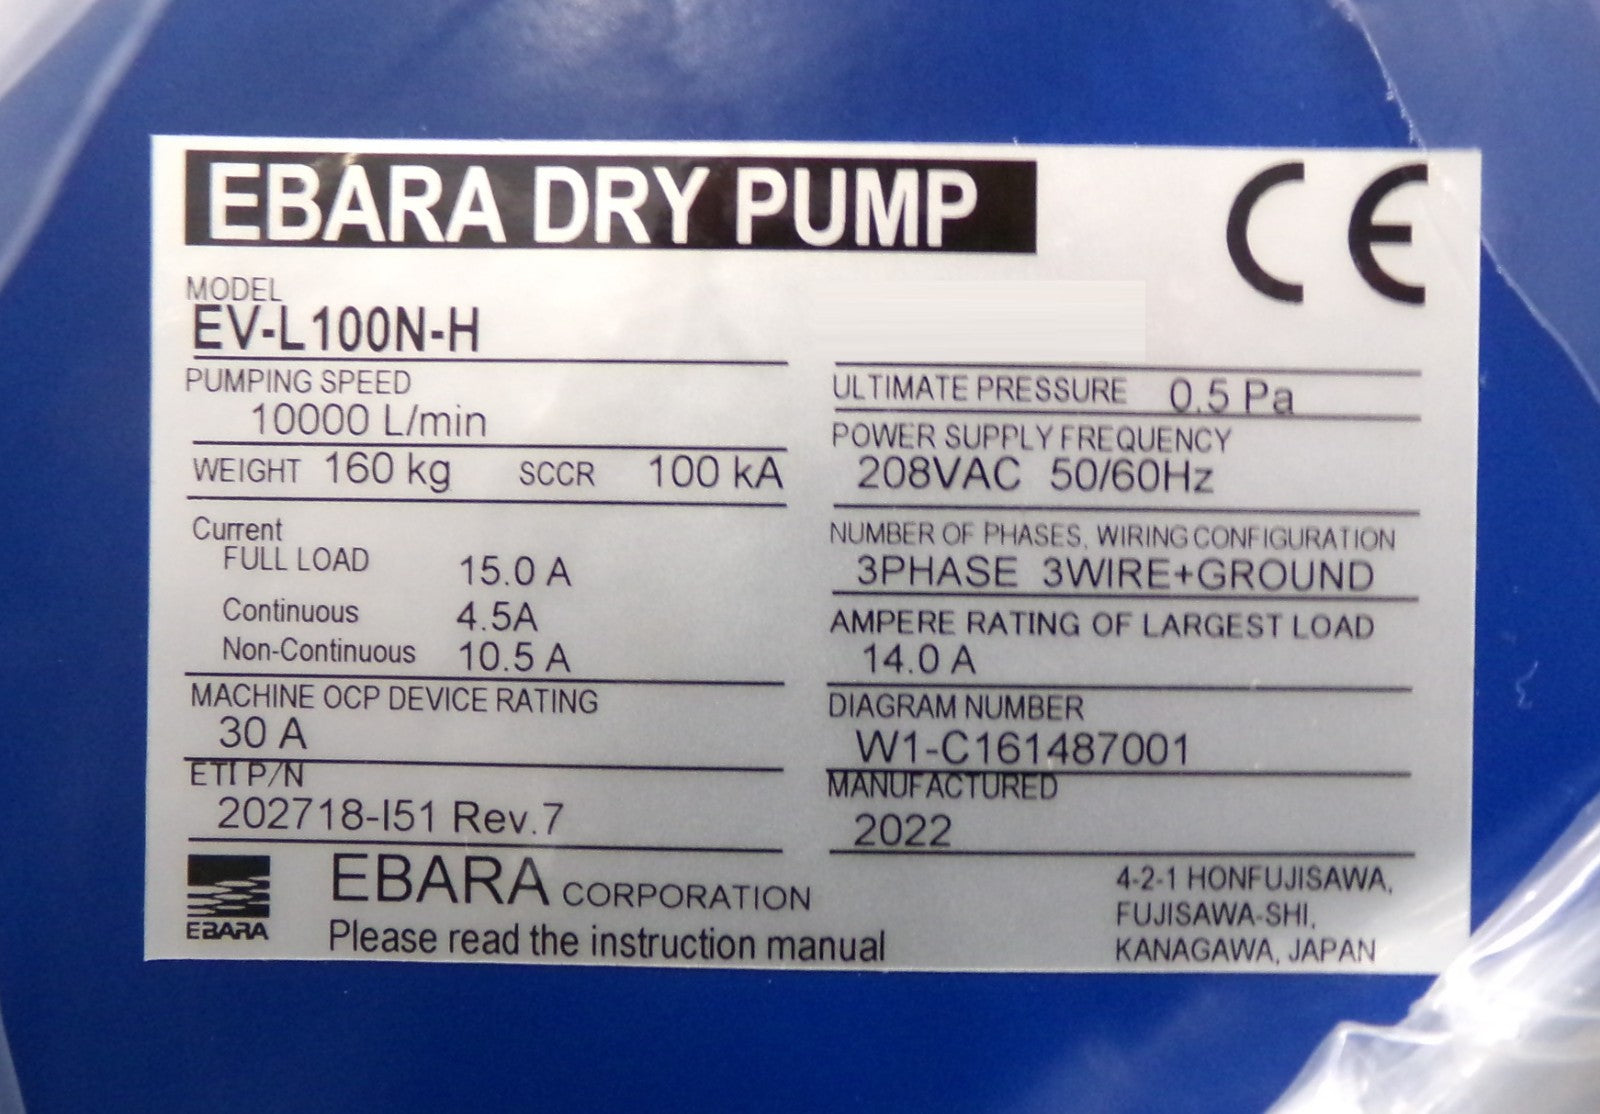 EBARA DRY PUMP
CE
MODEL
EV-L100N-H
PUMPING SPEED
10000 L/min
WEIGHT 160 kg SCCR 100 kA
Current
FULL LOAD 15.0 A
Continuous 4.5A
Non-Continuous 10.5 A
MACHINE OCP DEVICE RATING
30 A
ETI P/N
202718-I51 Rev.7
ULTIMATE PRESSURE 0.5 Pa
POWER SUPPLY FREQUENCY
208VAC 50/60Hz
NUMBER OF PHASES, WIRING CONFIGURATION
3PHASE 3WIRE+GROUND
AMPERE RATING OF LARGEST LOAD
14.0 A
DIAGRAM NUMBER
W1-C161487001
MANUFACTURED
2022
EBARA
EBARA CORPORATION
Please read the instruction manual
4-2-1 HONFUJISAWA,
FUJISAWA-SHI,
KANAGAWA, JAPAN